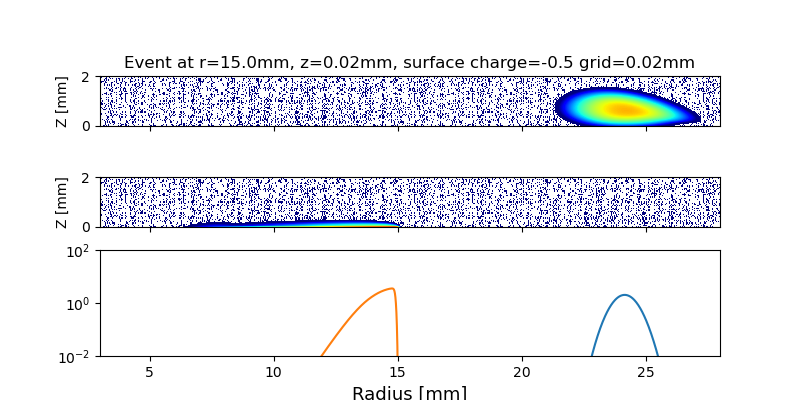 Event at r=15.0mm, z=0.02mm, surface charge=-0.5 grid=0.02mm
2
Z [mm]
0
2
Z [mm]
0
10²
10⁰
10⁻²
5 10 15 20 25
Radius [mm]